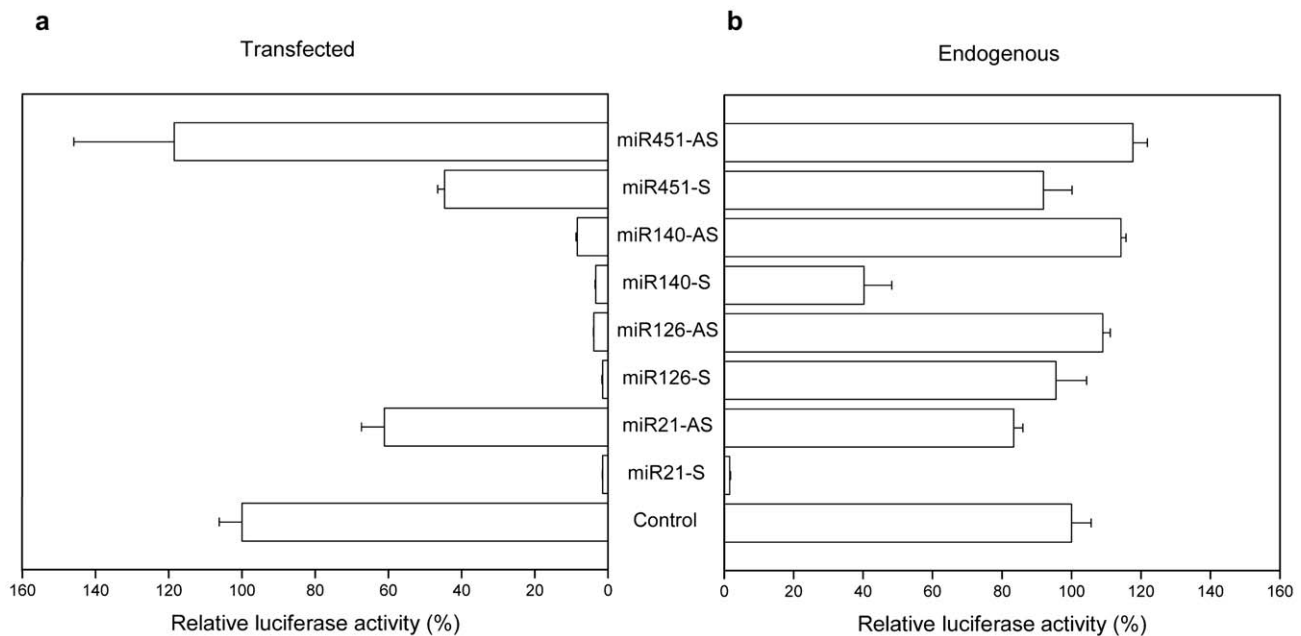 a
b
Transfected
Endogenous
miR451-AS
miR451-S
miR140-AS
miR140-S
miR126-AS
miR126-S
miR21-AS
miR21-S
Control
160 140 120 100 80 60 40 20 0
0 20 40 60 80 100 120 140 160
Relative luciferase activity (%)
Relative luciferase activity (%)